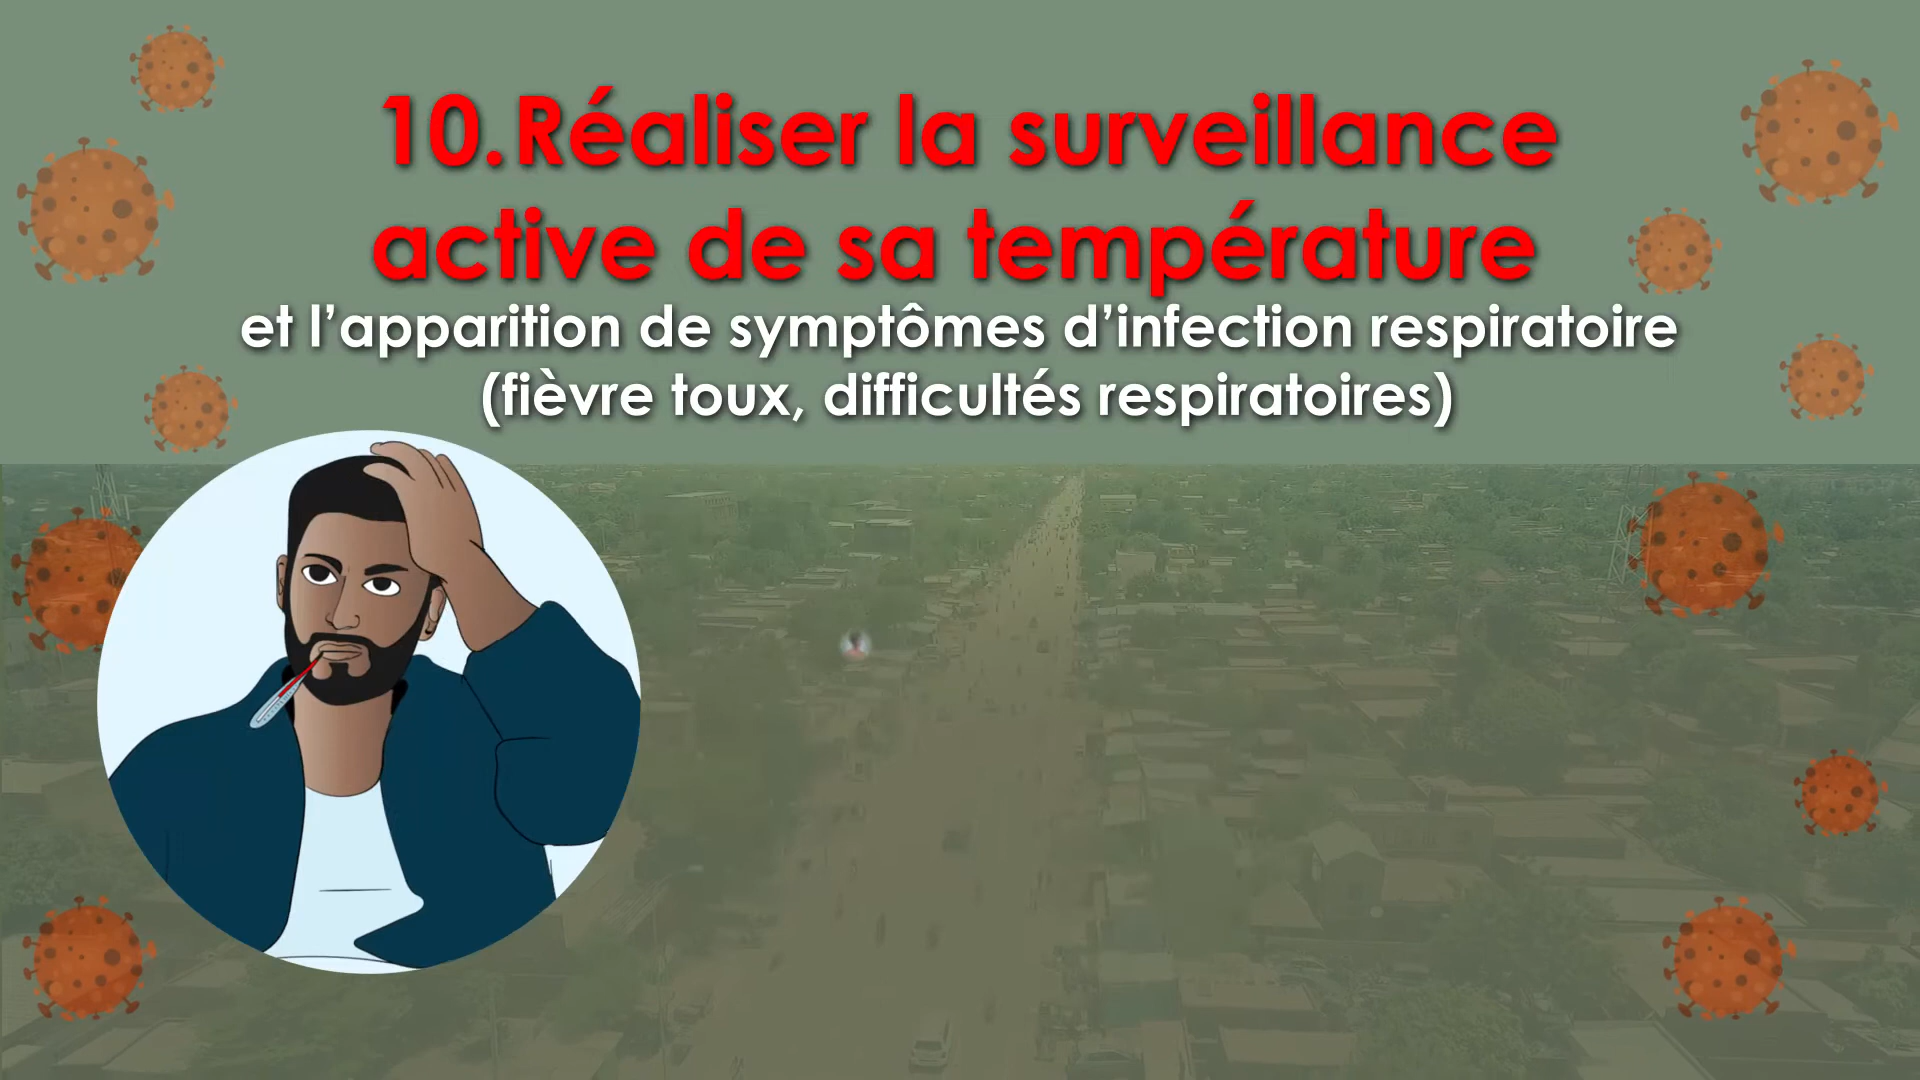 10. Réaliser la surveillance
active de sa température
et l’apparition de symptômes d’infection respiratoire
(fièvre toux, difficultés respiratoires)